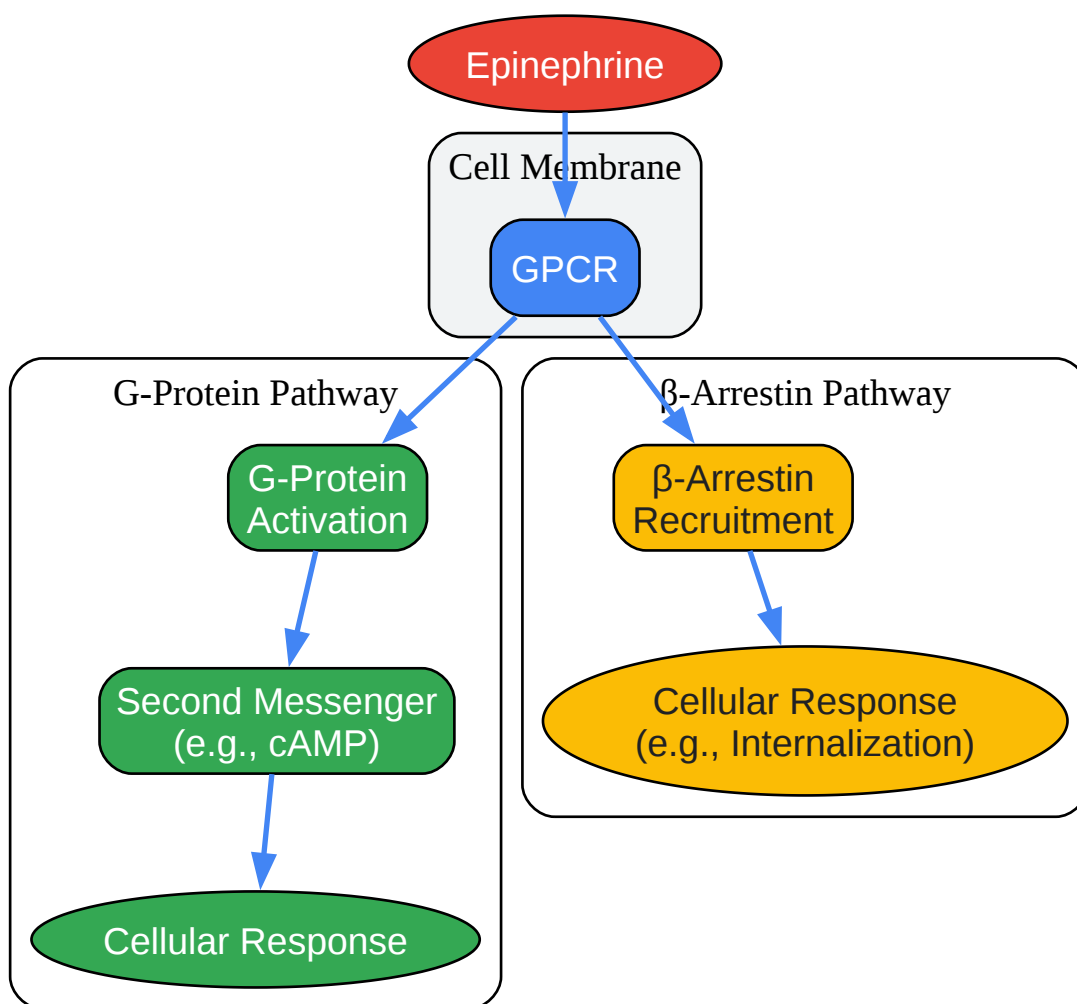 Epinephrine
Cell Membrane
GPCR
G-Protein Pathway
G-Protein
Activation
Second Messenger
(e.g., cAMP)
Cellular Response
β-Arrestin Pathway
β-Arrestin
Recruitment
Cellular Response
(e.g., Internalization)